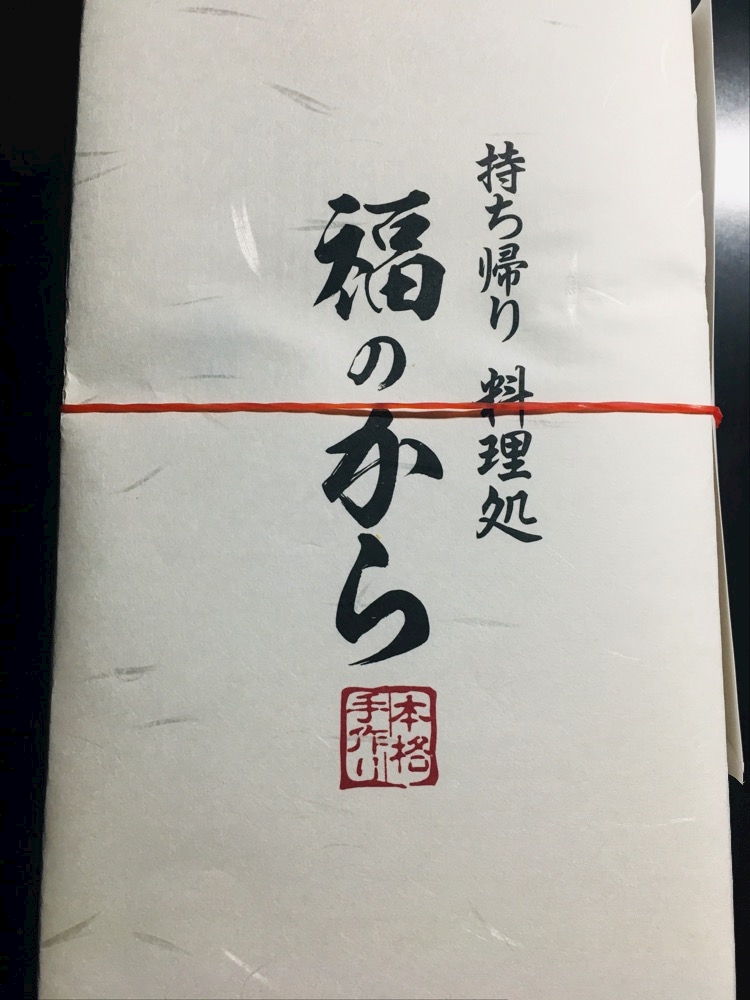 持ち帰り 料理処
福のから
本格
手作り